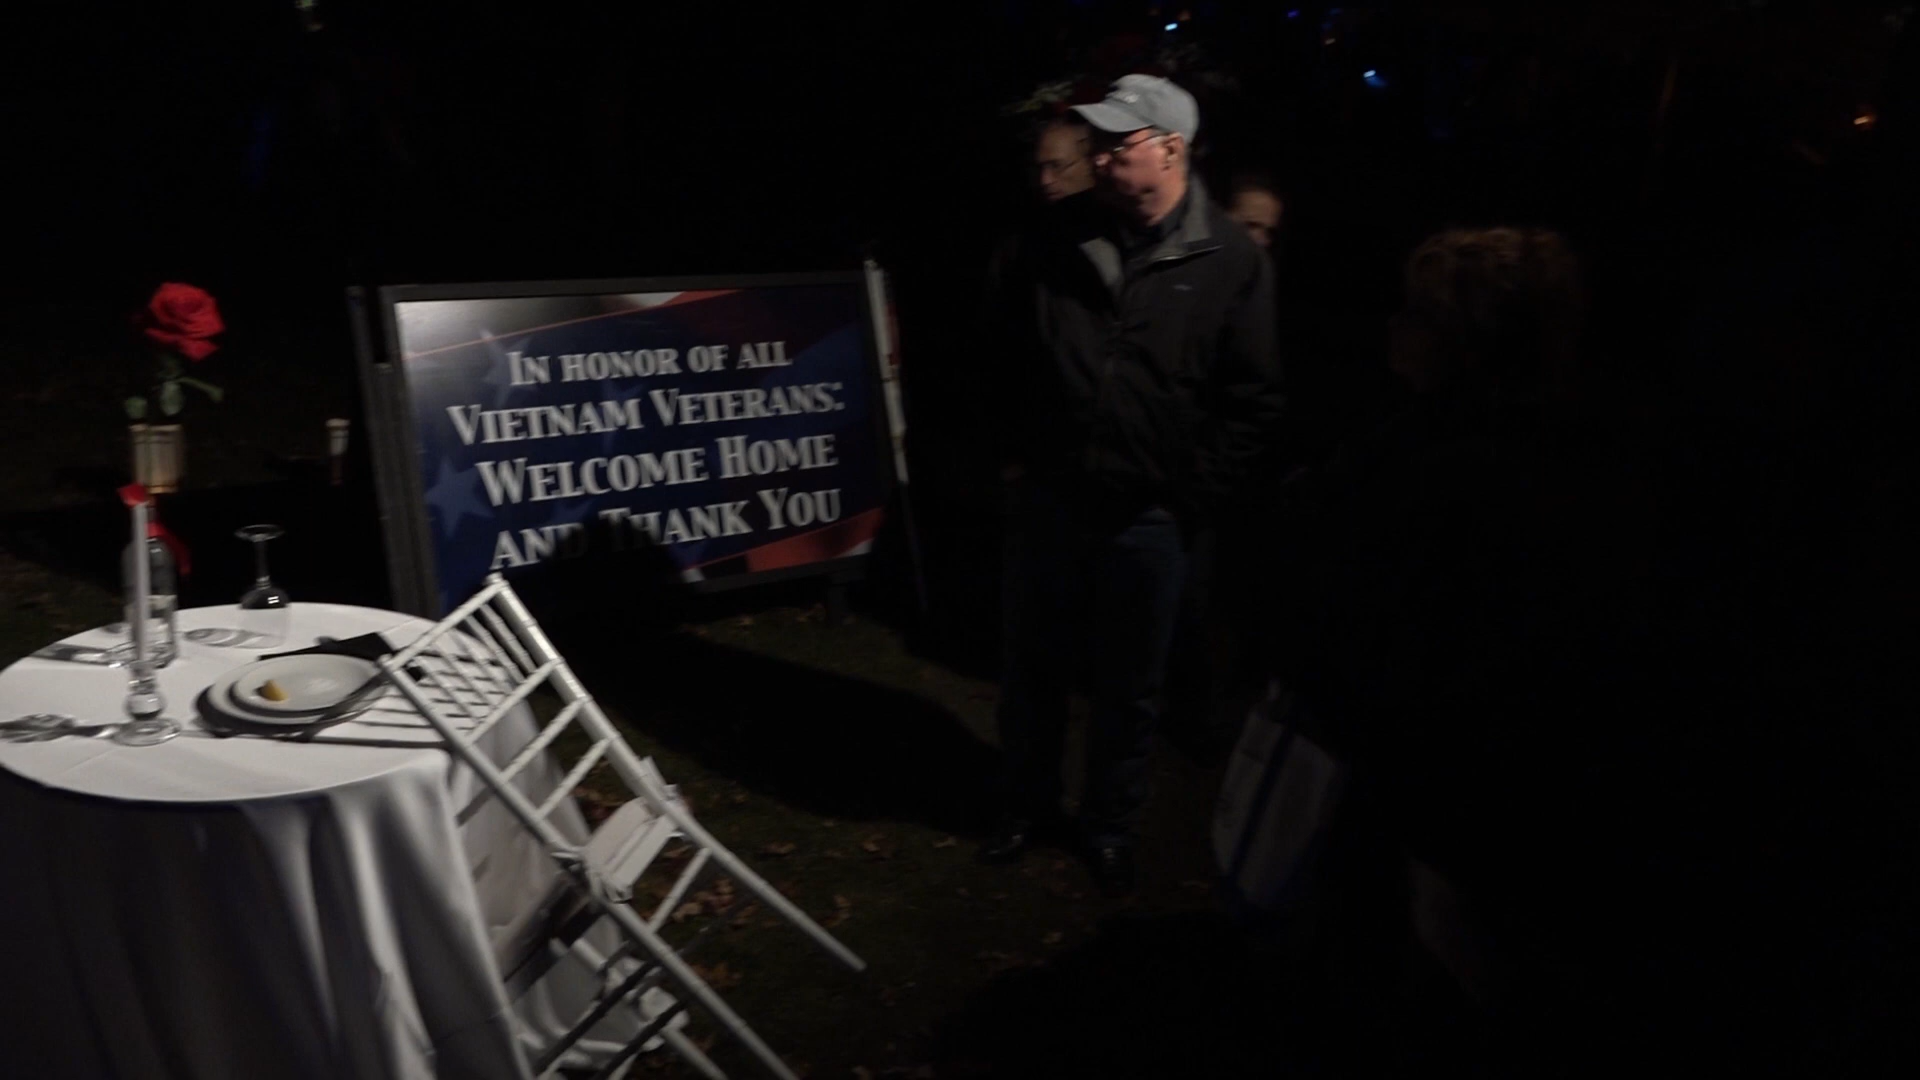 In honor of all
Vietnam Veterans:
Welcome Home
and Thank You